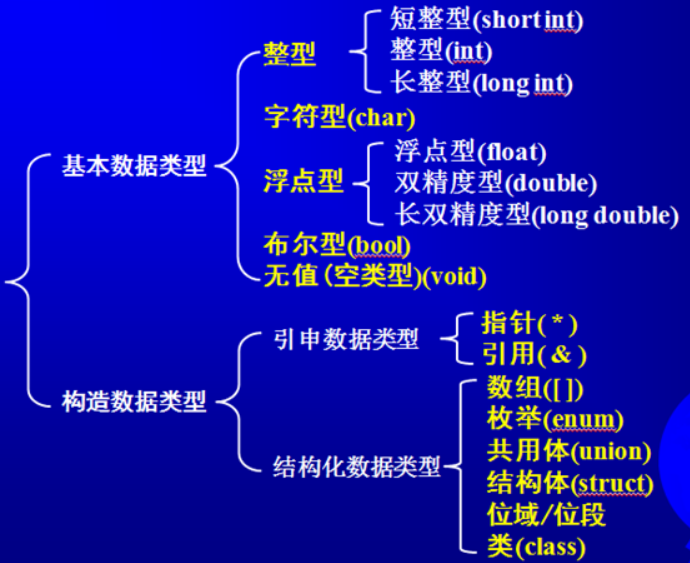 短整型(short int)
整型
整型(int)
长整型(long int)
字符型(char)
基本数据类型
浮点型(float)
浮点型
双精度型(double)
长双精度型(long double)
布尔型(bool)
无值(空类型)(void)
指针(*)
引申数据类型
引用(&)
构造数据类型
数组([])
枚举(enum)
共用体(union)
结构化数据类型
结构体(struct)
位域/位段
类(class)